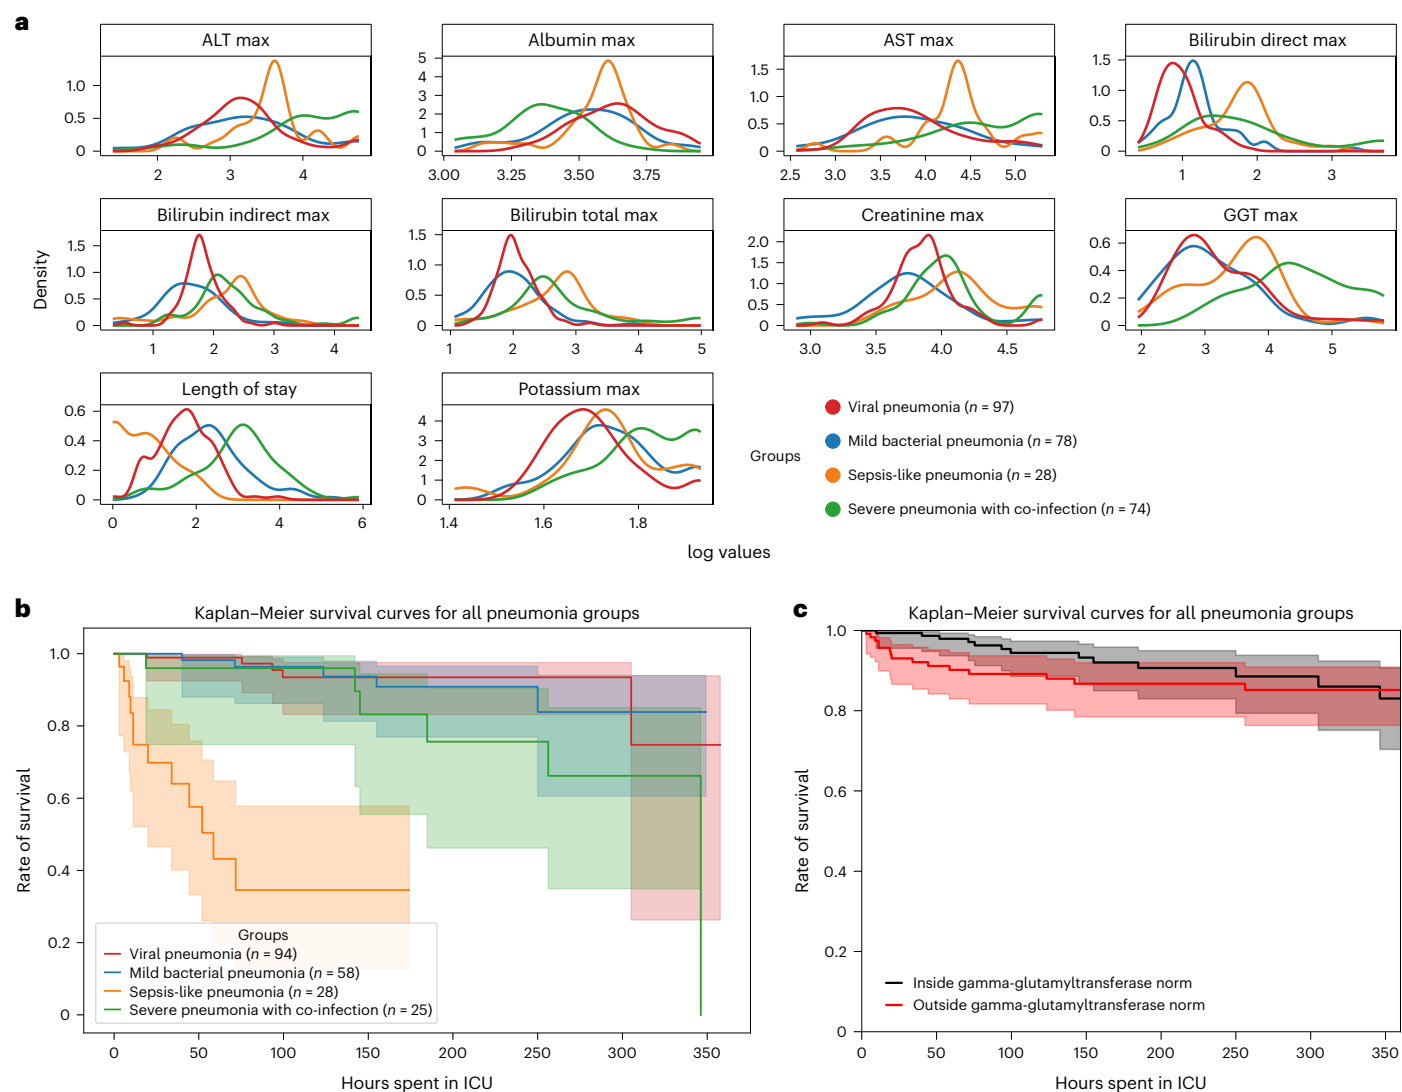 a
ALT max
Albumin max
AST max
Bilirubin direct max
1.0
0.5
0
2 3 4
5
4
3
2
1
0
3.00 3.25 3.50 3.75
1.5
1.0
0.5
0
2.5 3.0 3.5 4.0 4.5 5.0
1.5
1.0
0.5
0
1 2 3
Density
Bilirubin indirect max
Bilirubin total max
Creatinine max
GGT max
1.5
1.0
0.5
0
1 2 3 4
1.5
1.0
0.5
0
1 2 3 4 5
2.0
1.5
1.0
0.5
0
3.0 3.5 4.0 4.5
0.6
0.4
0.2
0
2 3 4 5
Length of stay
Potassium max
0.6
0.4
0.2
0
0 2 4 6
4
3
2
1
0
1.4 1.6 1.8
Groups
Viral pneumonia (n = 97)
Mild bacterial pneumonia (n = 78)
Sepsis-like pneumonia (n = 28)
Severe pneumonia with co-infection (n = 74)
log values
b
Kaplan–Meier survival curves for all pneumonia groups
Rate of survival
1.0
0.8
0.6
0.4
0.2
0
Groups
Viral pneumonia (n = 94)
Mild bacterial pneumonia (n = 58)
Sepsis-like pneumonia (n = 28)
Severe pneumonia with co-infection (n = 25)
0 50 100 150 200 250 300 350
Hours spent in ICU
c
Kaplan–Meier survival curves for all pneumonia groups
Rate of survival
1.0
0.8
0.6
0.4
0.2
0
Inside gamma-glutamyltransferase norm
Outside gamma-glutamyltransferase norm
0 50 100 150 200 250 300 350
Hours spent in ICU